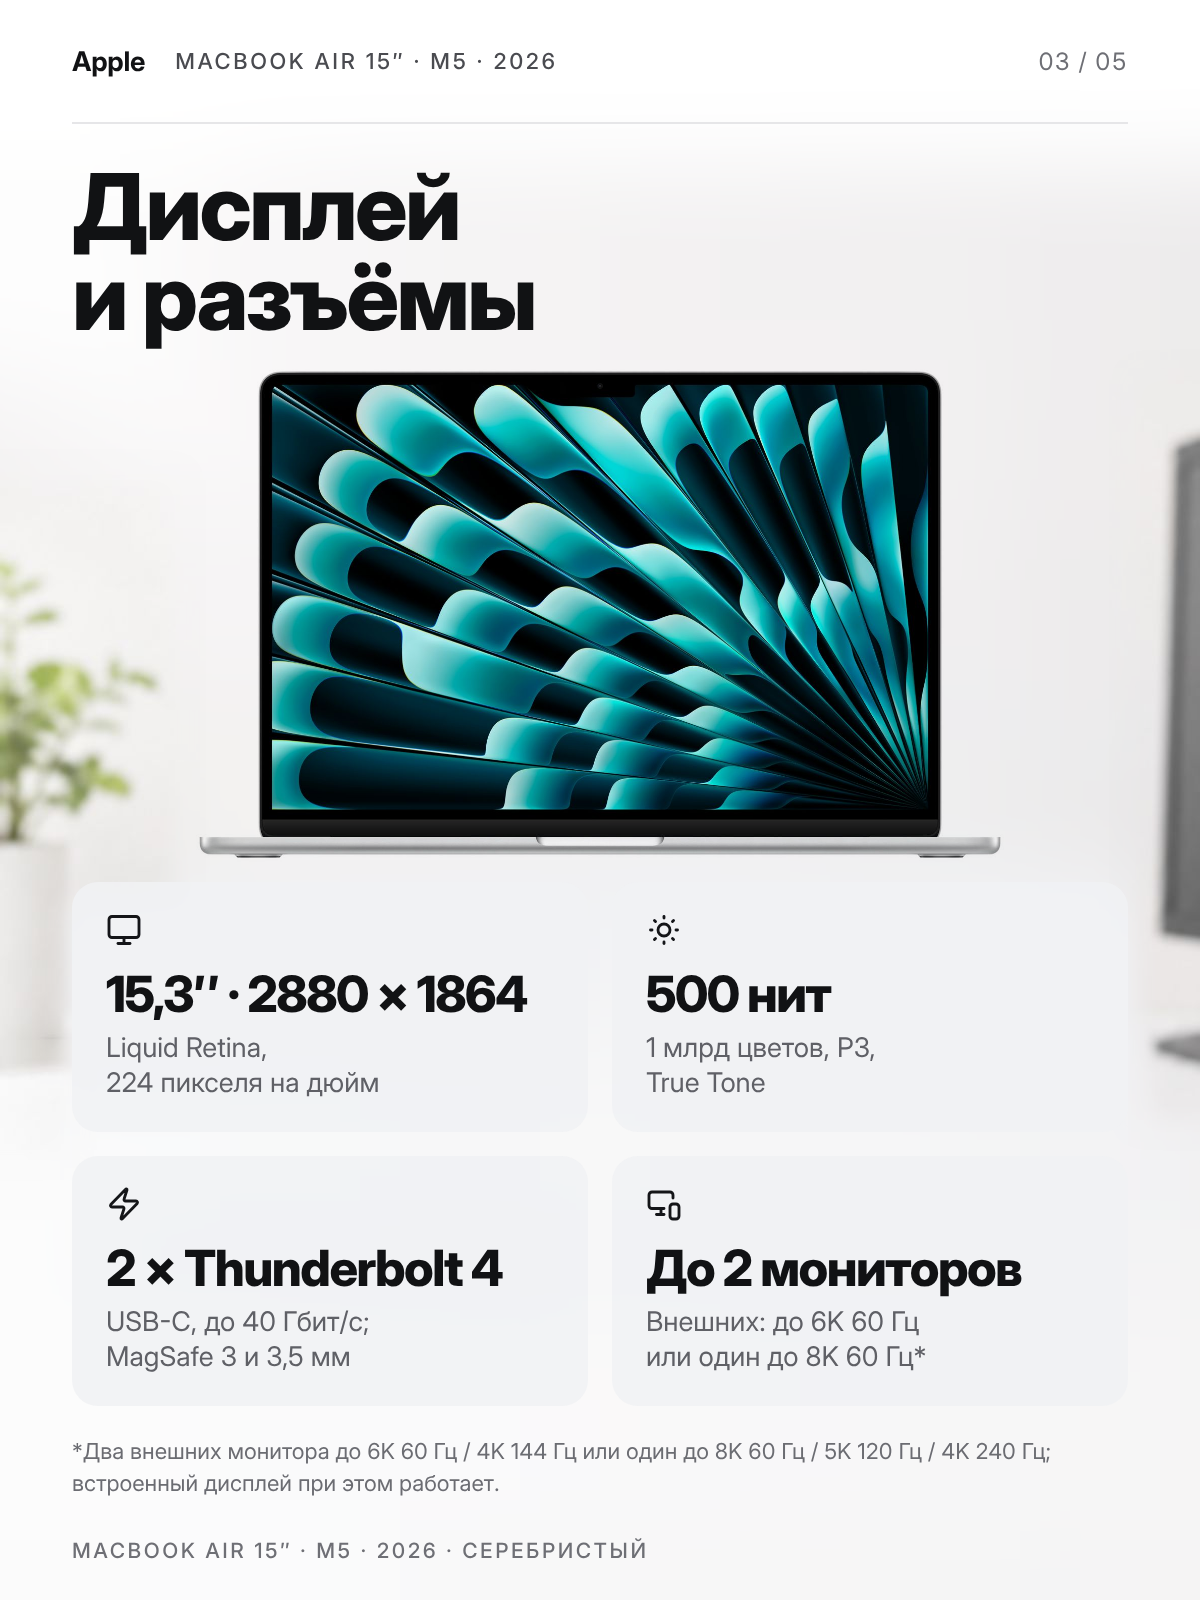 Apple MACBOOK AIR 15″ · M5 · 2026 03 / 05
Дисплей
и разъёмы
15,3″ · 2880 × 1864
Liquid Retina,
224 пикселя на дюйм
500 нит
1 млрд цветов, P3,
True Tone
2 × Thunderbolt 4
USB-C, до 40 Гбит/с;
MagSafe 3 и 3,5 мм
До 2 мониторов
Внешних: до 6K 60 Гц
или один до 8K 60 Гц*
*Два внешних монитора до 6K 60 Гц / 4K 144 Гц или один до 8K 60 Гц / 5K 120 Гц / 4K 240 Гц;
встроенный дисплей при этом работает.
MACBOOK AIR 15″ · M5 · 2026 · СЕРЕБРИСТЫЙ